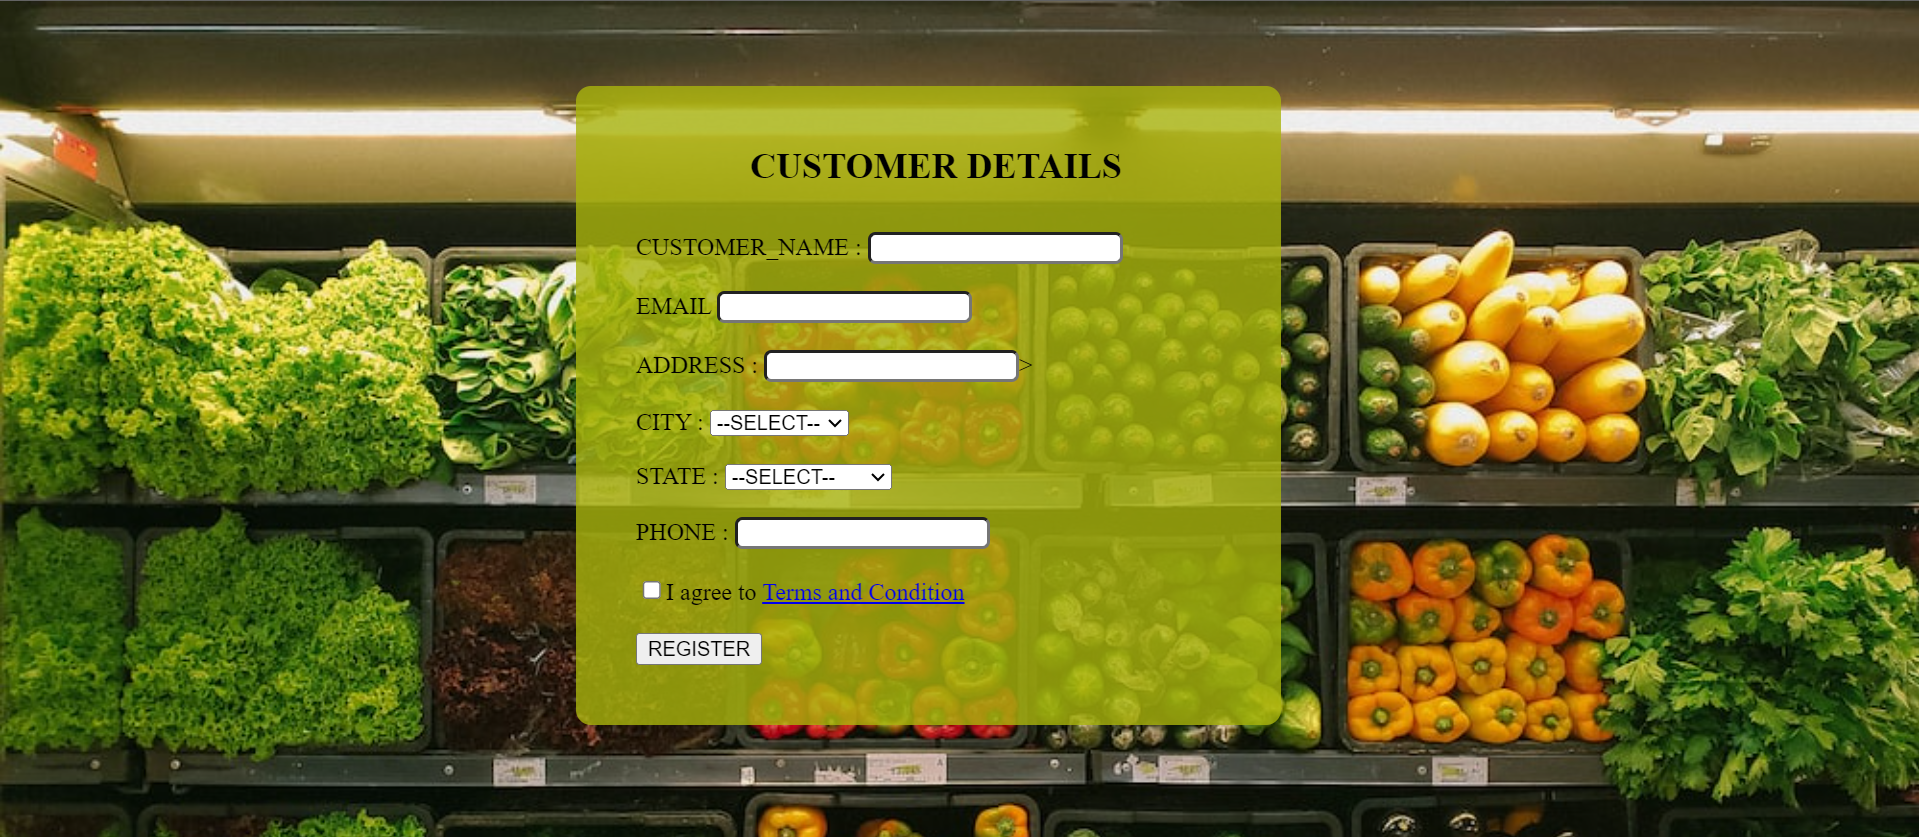 CUSTOMER DETAILS
CUSTOMER_NAME :
EMAIL
ADDRESS : >
CITY : --SELECT--
STATE : --SELECT--
PHONE :
I agree to Terms and Condition
REGISTER